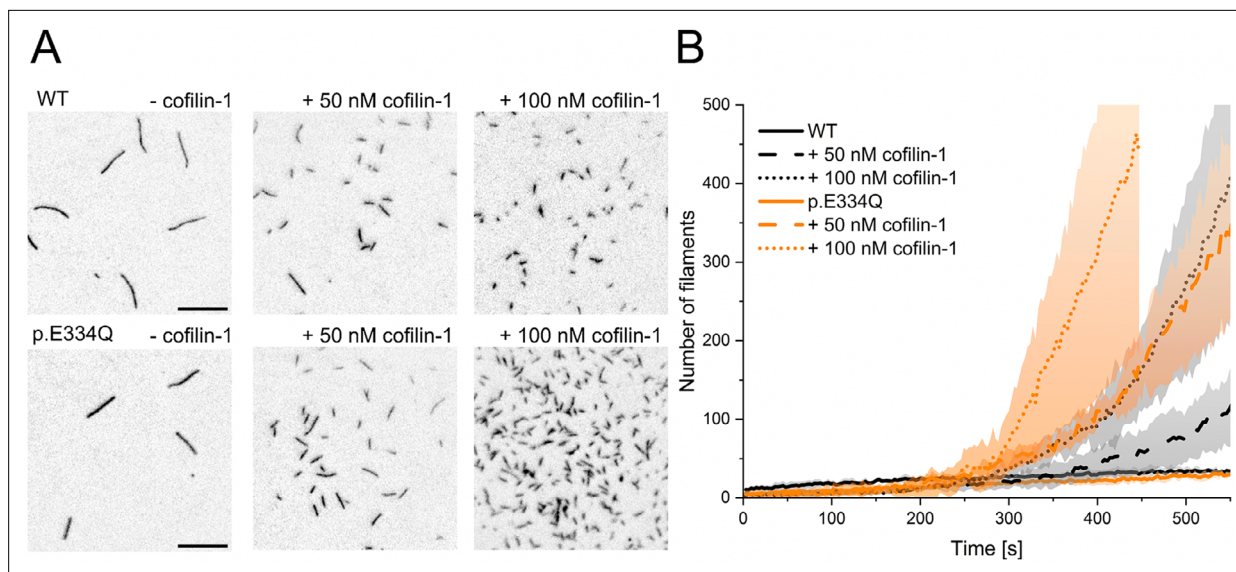 A
WT - cofilin-1 + 50 nM cofilin-1 + 100 nM cofilin-1
p.E334Q - cofilin-1 + 50 nM cofilin-1 + 100 nM cofilin-1
B
500
400
300
200
100
0
Number of filaments
WT
+ 50 nM cofilin-1
+ 100 nM cofilin-1
p.E334Q
+ 50 nM cofilin-1
+ 100 nM cofilin-1
0 100 200 300 400 500
Time [s]